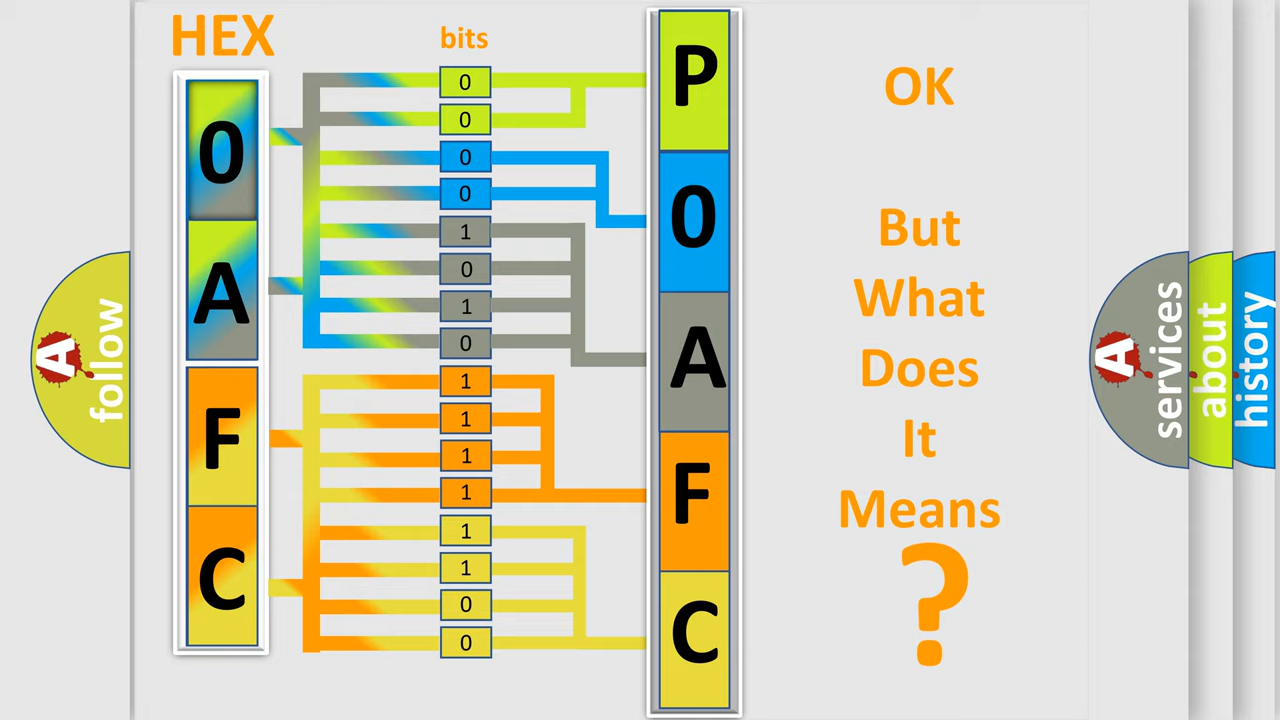 HEX
bits
0
A
F
C
0
0
0
0
1
0
1
0
1
1
1
1
1
1
0
0
P
0
A
F
C
OK
But
What
Does
It
Means
?
A
follow
A
services
about
history